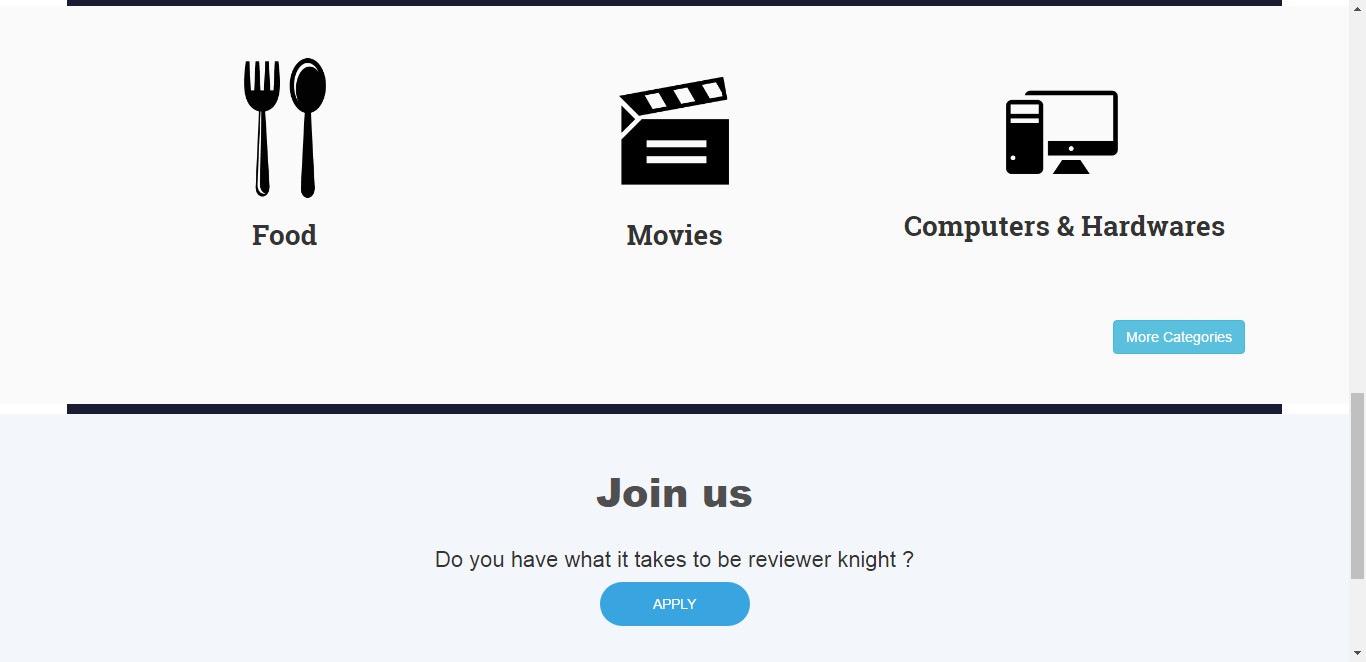 Food
Movies
Computers & Hardwares
More Categories
Join us
Do you have what it takes to be reviewer knight ?
APPLY